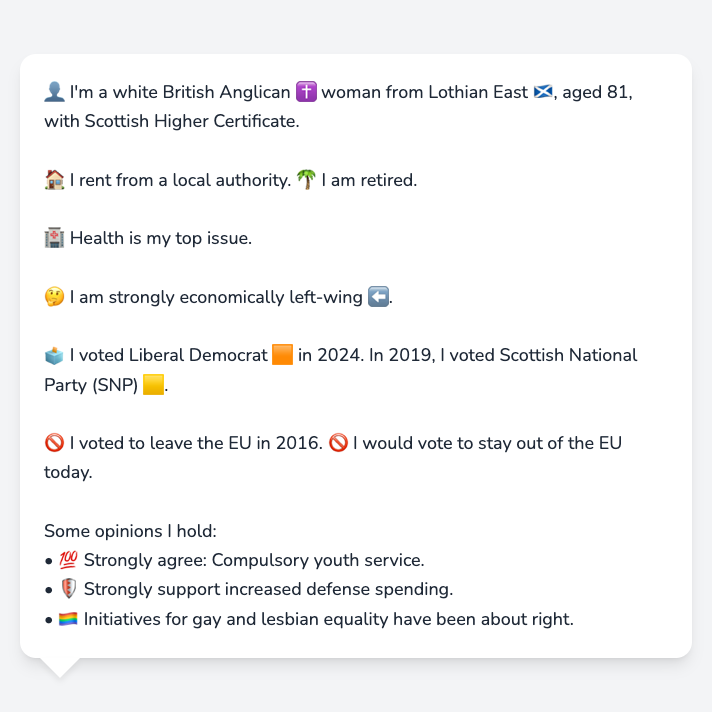 👤 I'm a white British Anglican ✝️ woman from Lothian East 🏴󠁧󠁢󠁳󠁣󠁴󠁿, aged 81,
with Scottish Higher Certificate.
🏠 I rent from a local authority. 🌴 I am retired.
🏥 Health is my top issue.
🤔 I am strongly economically left-wing ⬅️.
🗳️ I voted Liberal Democrat 🟧 in 2024. In 2019, I voted Scottish National
Party (SNP) 🟨.
🚫 I voted to leave the EU in 2016. 🚫 I would vote to stay out of the EU
today.
Some opinions I hold:
• 💯 Strongly agree: Compulsory youth service.
• 🛡️ Strongly support increased defense spending.
• 🏳️‍🌈 Initiatives for gay and lesbian equality have been about right.